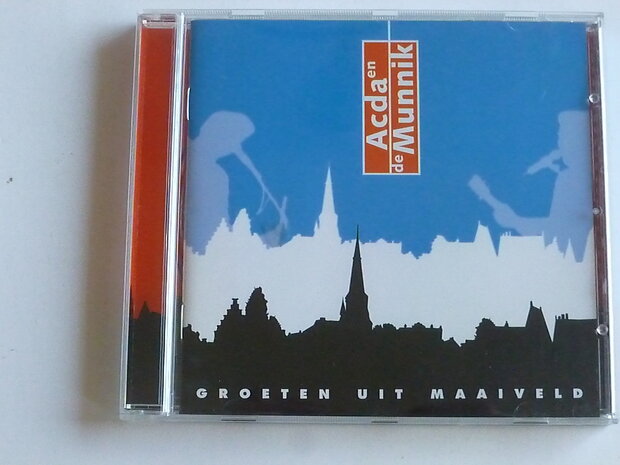 Acda en
de Munnik
GROETEN UIT MAAIVELD